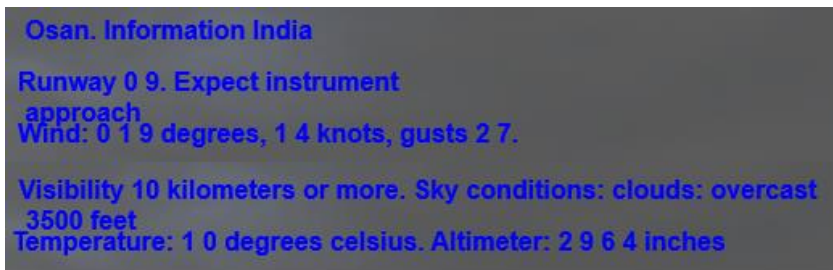 Osan. Information India
Runway 0 9. Expect instrument
approach
Wind: 0 1 9 degrees, 1 4 knots, gusts 2 7.
Visibility 10 kilometers or more. Sky conditions: clouds: overcast
3500 feet
Temperature: 1 0 degrees celsius. Altimeter: 2 9 6 4 inches